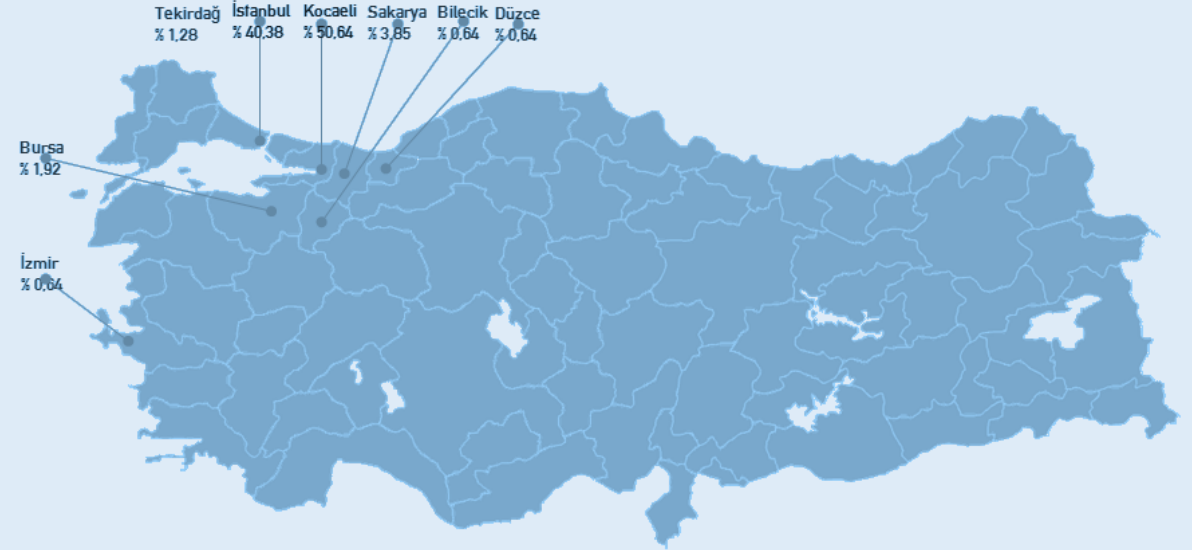 Tekirdağ
% 1,28
İstanbul
% 40,38
Kocaeli
% 50,64
Sakarya
% 3,85
Bilecik
% 0,64
Düzce
% 0,64
Bursa
% 1,92
İzmir
% 0,64